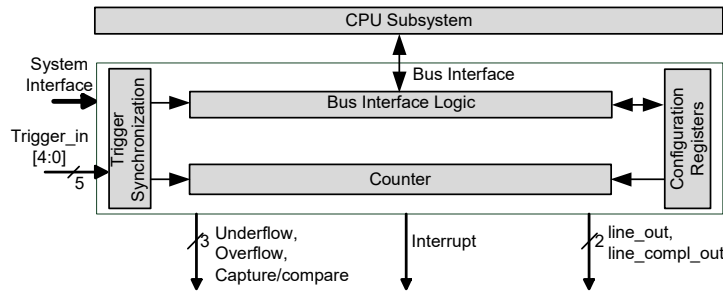 CPU Subsystem
System
Interface
Bus Interface
Bus Interface Logic
Trigger
Synchronization
Configuration
Registers
Trigger_in
[4:0]
5
Counter
3
Underflow,
Overflow,
Capture/compare
Interrupt
2
line_out,
line_compl_out